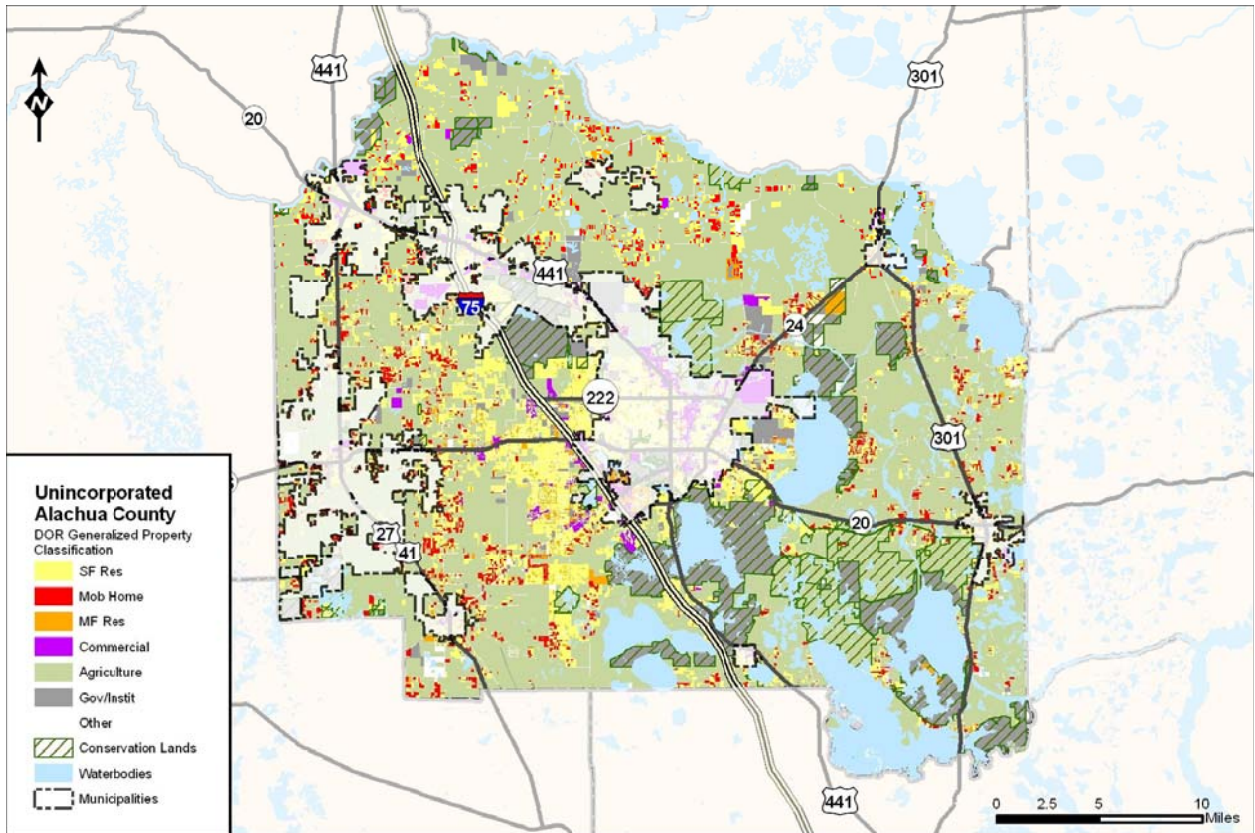 441
301
N
20
441
75
24
222
301
27
41
20
441
Unincorporated
Alachua County
DOR Generalized Property
Classification
SF Res
Mob Home
MF Res
Commercial
Agriculture
Gov/Instit
Other
Conservation Lands
Waterbodies
Municipalities
0 2.5 5 10
Miles